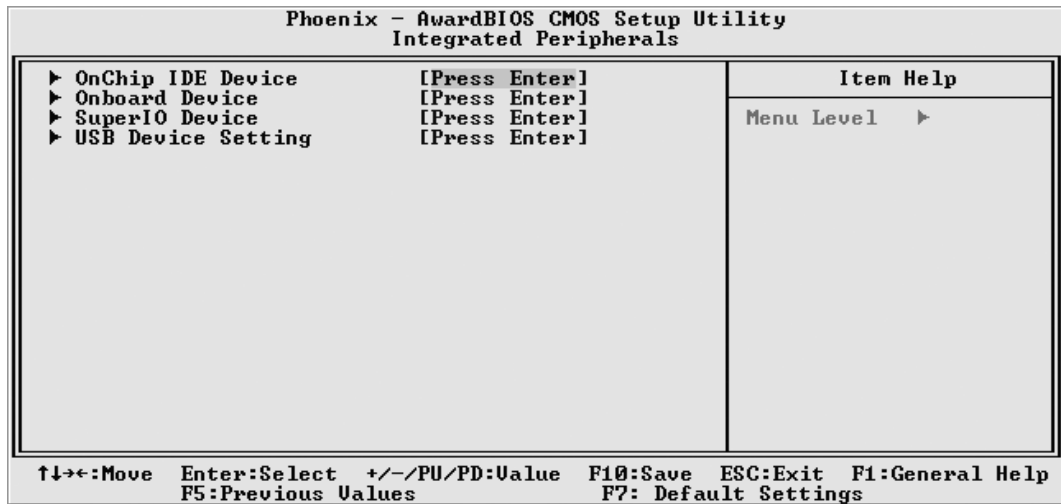 Phoenix - AwardBIOS CMOS Setup Utility
Integrated Peripherals
▶ OnChip IDE Device [Press Enter]
▶ Onboard Device [Press Enter]
▶ SuperIO Device [Press Enter]
▶ USB Device Setting [Press Enter]
Item Help
Menu Level ▶
↑↓→←:Move Enter:Select +/-/PU/PD:Value F10:Save ESC:Exit F1:General Help
F5:Previous Values F7: Default Settings